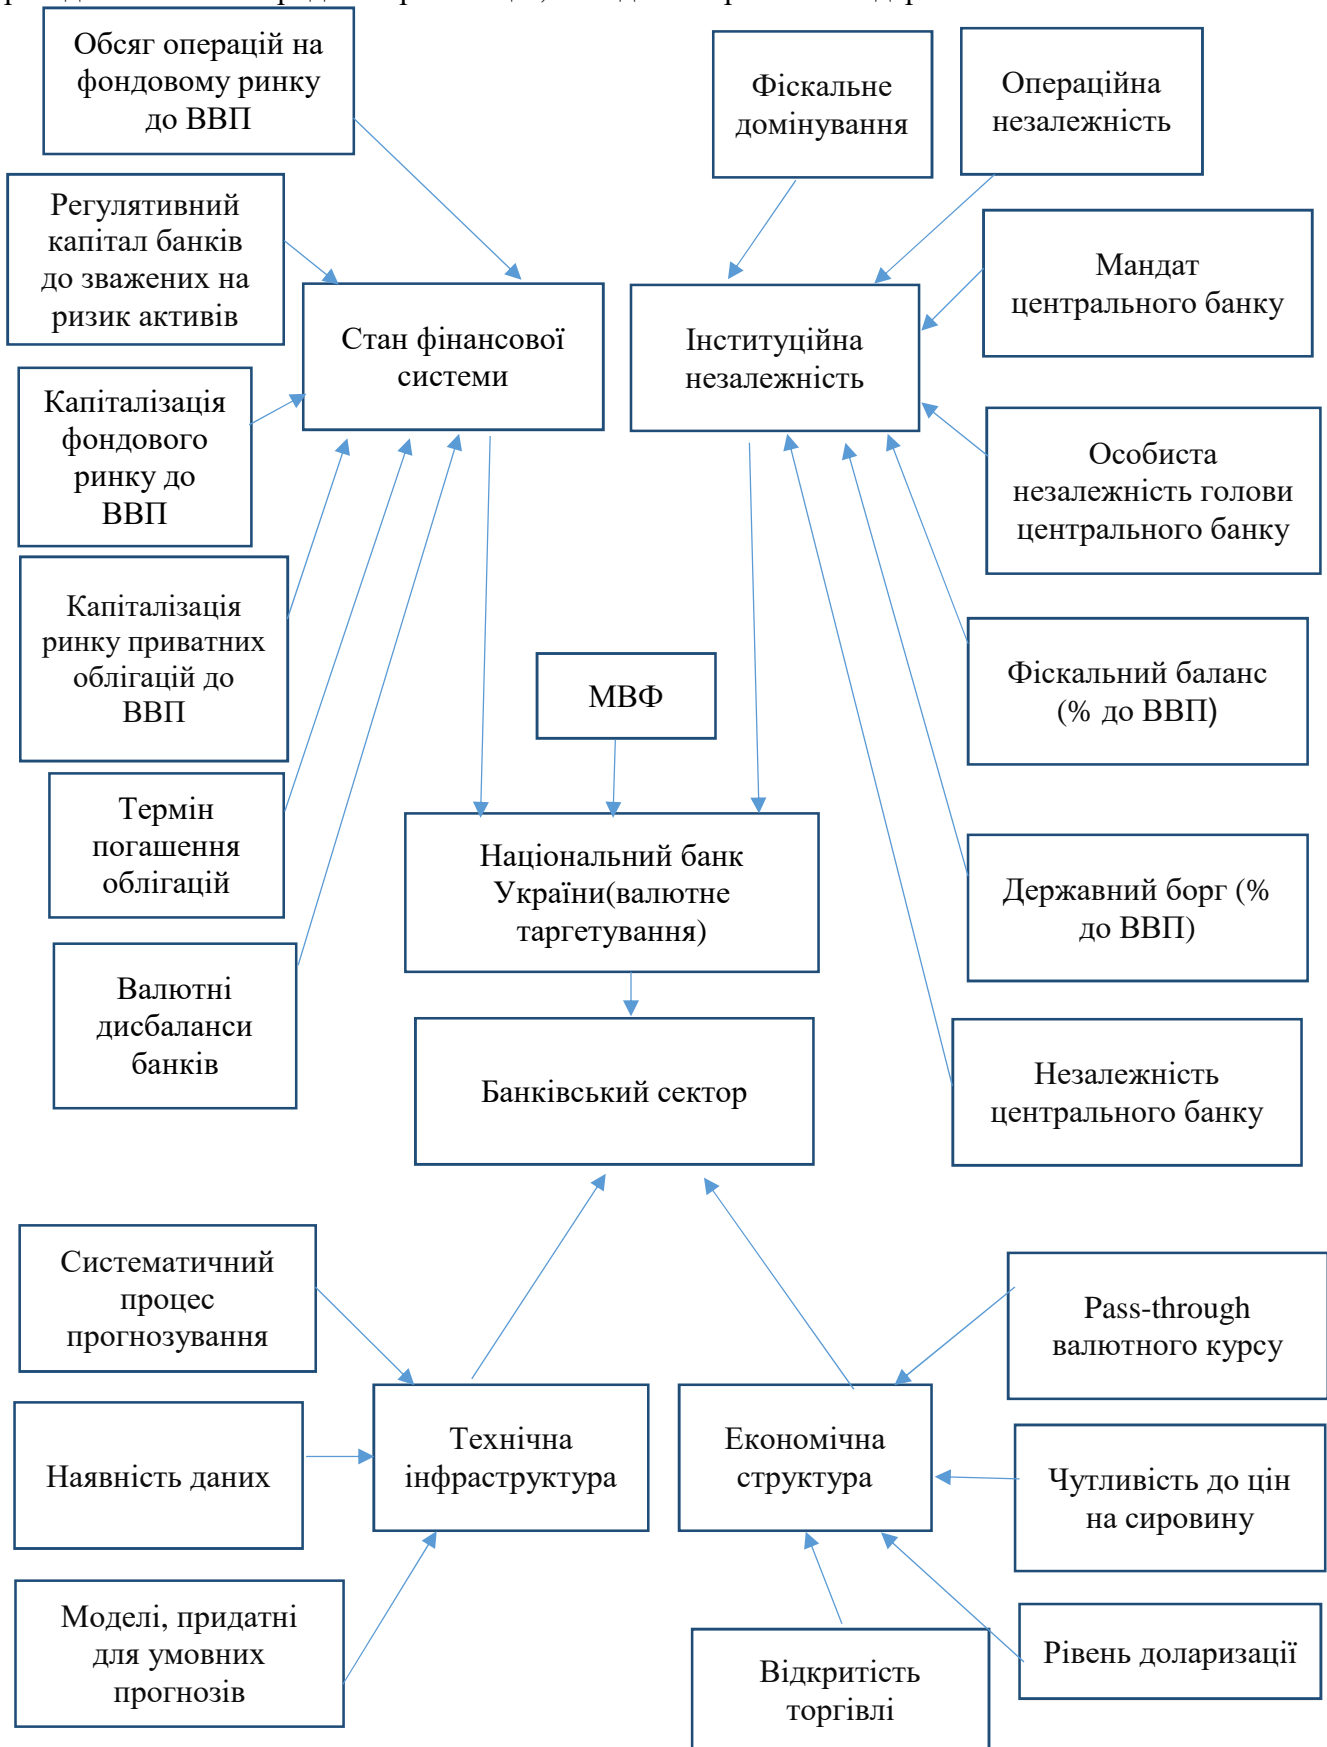 Обсяг операцій на
фондовому ринку
до ВВП
Фіскальне
домінування
Операційна
незалежність
Регулятивний
капітал банків
до зважених на
ризик активів
Мандат
центрального банку
Стан фінансової
системи
Інституційна
незалежність
Капіталізація
фондового
ринку до
ВВП
Особиста
незалежність голови
центрального банку
Капіталізація
ринку приватних
облігацій до
ВВП
МВФ
Фіскальний баланс
(% до ВВП)
Термін
погашення
облігацій
Національний банк
України(валютне
таргетування)
Державний борг (%
до ВВП)
Валютні
дисбаланси
банків
Банківський сектор
Незалежність
центрального банку
Систематичний
процес
прогнозування
Pass-through
валютного курсу
Наявність даних
Технічна
інфраструктура
Економічна
структура
Чутливість до цін
на сировину
Моделі, придатні
для умовних
прогнозів
Відкритість
торгівлі
Рівень доларизації